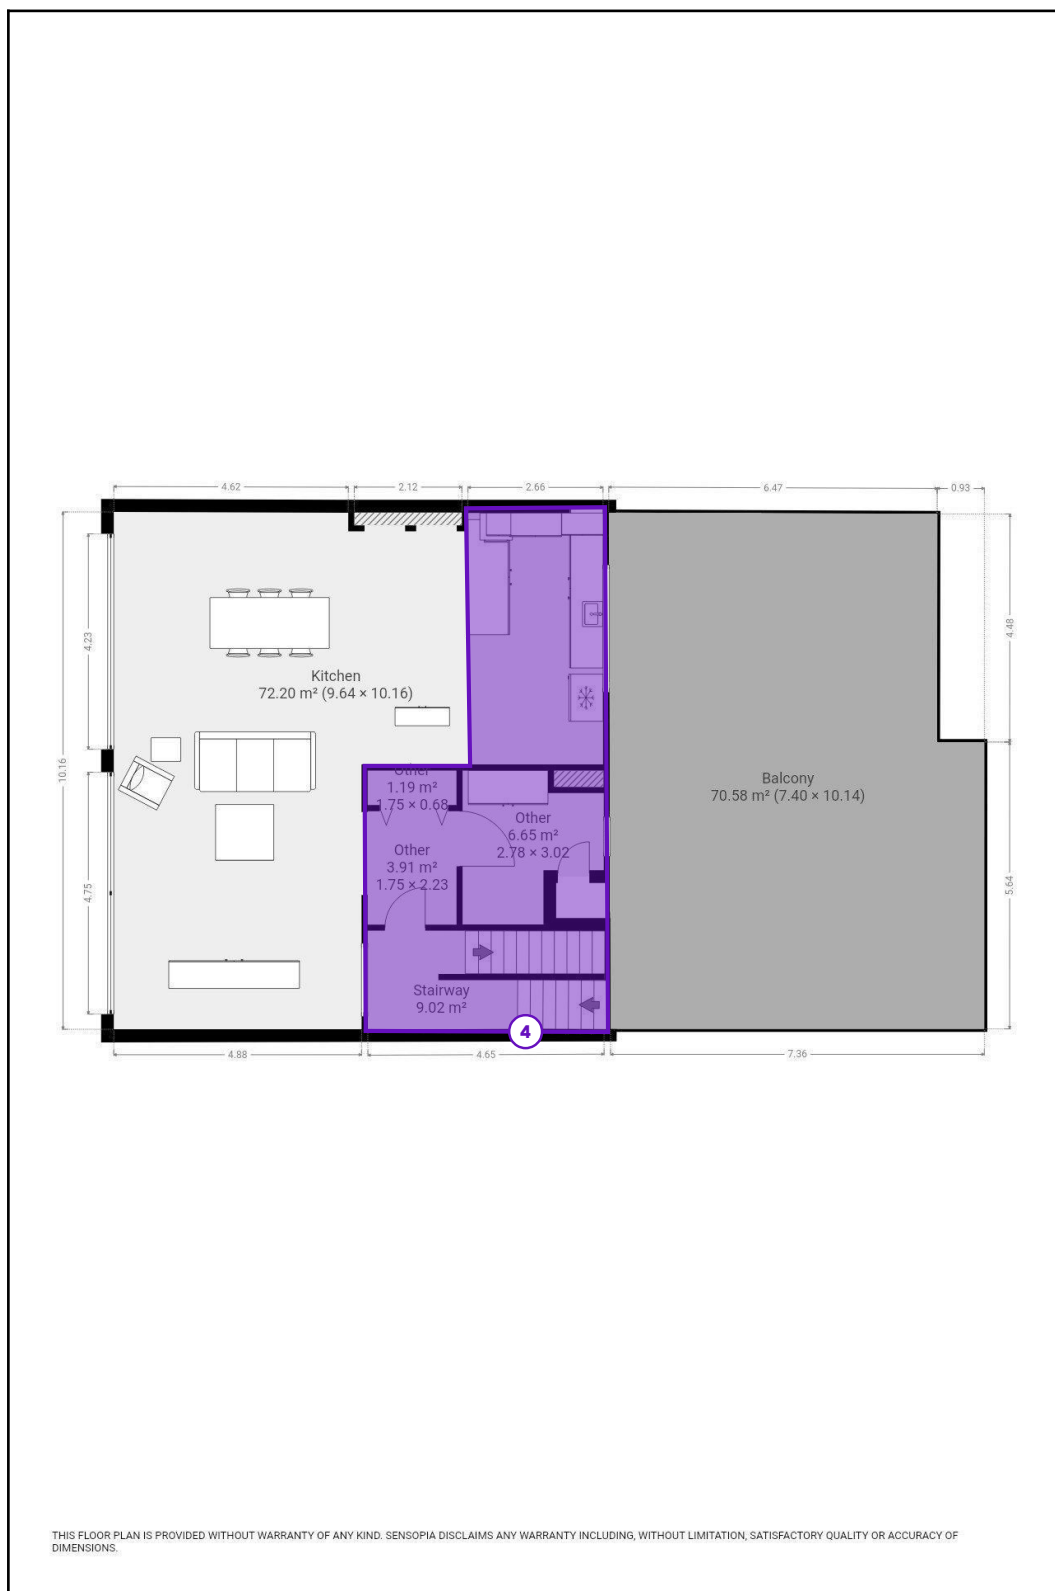 4.62
2.12
2.66
6.47
0.93
4.23
4.48
Kitchen
72.20 m² (9.64 × 10.16)
10.16
Other
1.19 m²
1.75 × 0.68
Balcony
70.58 m² (7.40 × 10.14)
Other
6.65 m²
2.78 × 3.02
Other
3.91 m²
1.75 × 2.23
4.75
5.64
Stairway
9.02 m²
4
4.88
4.65
7.36
THIS FLOOR PLAN IS PROVIDED WITHOUT WARRANTY OF ANY KIND. SENSOPIA DISCLAIMS ANY WARRANTY INCLUDING, WITHOUT LIMITATION, SATISFACTORY QUALITY OR ACCURACY OF
DIMENSIONS.